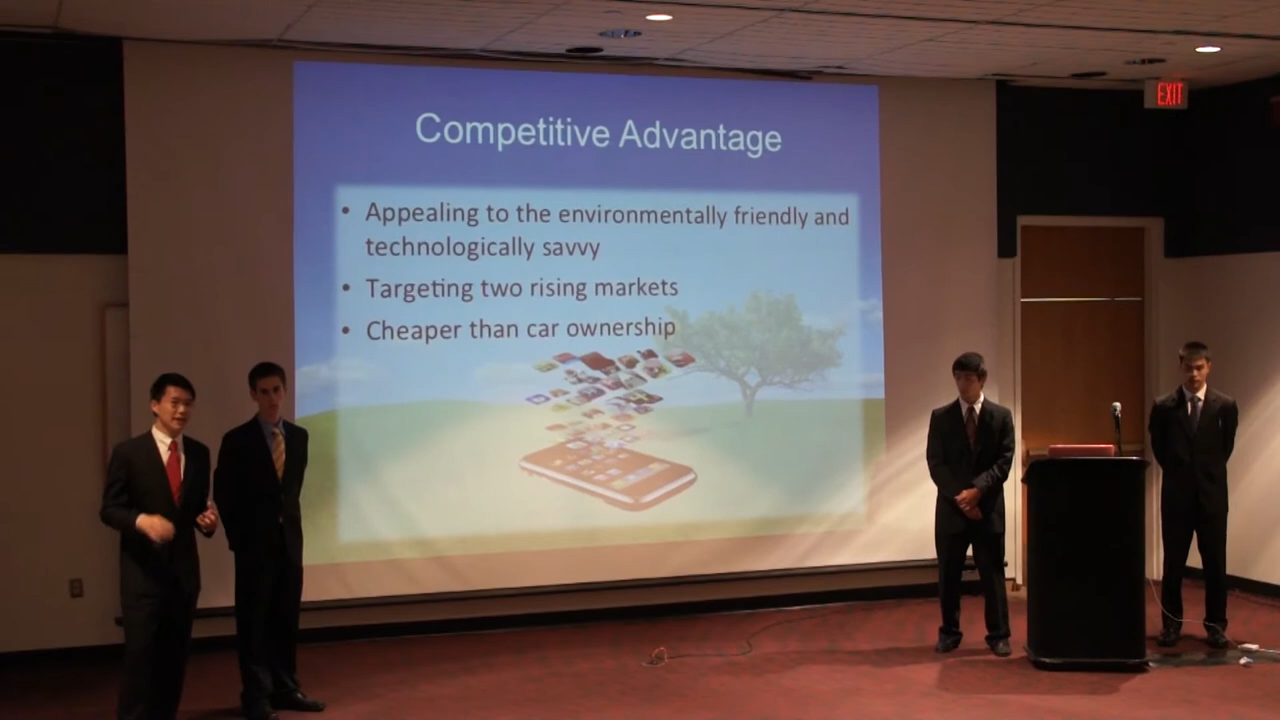 Competitive Advantage
• Appealing to the environmentally friendly and
technologically savvy
• Targeting two rising markets
• Cheaper than car ownership
EXIT